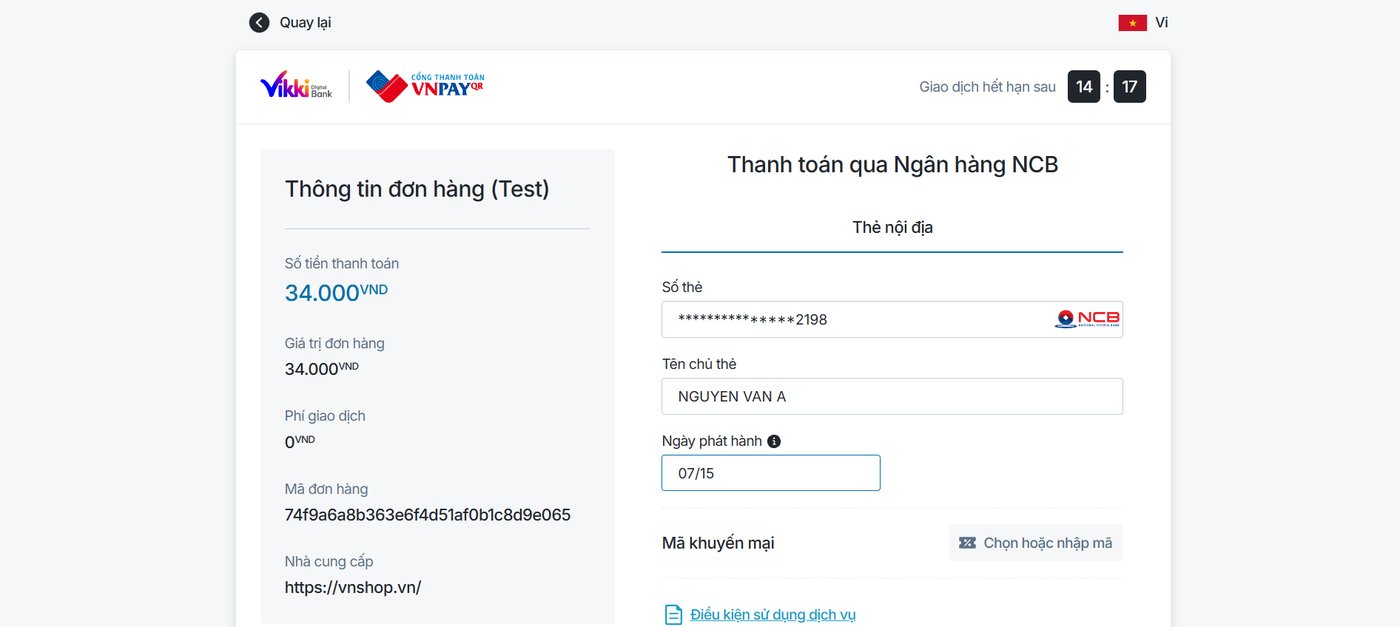 Quay lại
Vi
Vikki Digital Bank
CỔNG THANH TOÁN
VNPAYQR
Giao dịch hết hạn sau 14 : 17
Thông tin đơn hàng (Test)
Số tiền thanh toán
34.000VND
Giá trị đơn hàng
34.000VND
Phí giao dịch
0VND
Mã đơn hàng
74f9a6a8b363e6f4d51af0b1c8d9e065
Nhà cung cấp
https://vnshop.vn/
Thanh toán qua Ngân hàng NCB
Thẻ nội địa
Số thẻ
***************2198
NCB
Tên chủ thẻ
NGUYEN VAN A
Ngày phát hành
07/15
Mã khuyến mại
Chọn hoặc nhập mã
Điều kiện sử dụng dịch vụ